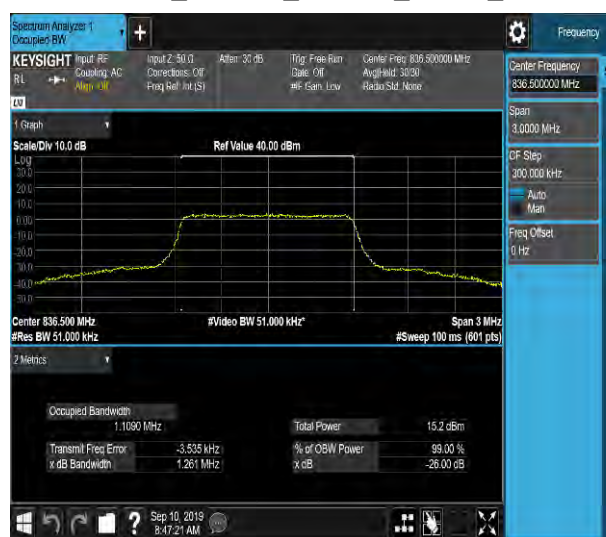 Spectrum Analyzer 1
Occupied BW
+
Frequency
KEYSIGHT Input: RF
RL Coupling: AC
Align: Off
Input Z: 50 Ω
Corrections: Off
Freq Ref: Int (S)
Atten: 30 dB
Trig: Free Run
Gate: Off
#IF Gain: Low
Center Freq: 836.500000 MHz
Avg|Hold: 30/30
Radio Std: None
Center Frequency
836.500000 MHz
Span
3.0000 MHz
CF Step
300.000 kHz
Auto
Man
Freq Offset
0 Hz
1 Graph
Scale/Div 10.0 dB
Ref Value 40.00 dBm
Log
30.0
20.0
10.0
0.00
-10.0
-20.0
-30.0
-40.0
-50.0
Center 836.500 MHz
#Video BW 51.000 kHz*
Span 3 MHz
#Res BW 51.000 kHz
#Sweep 100 ms (601 pts)
2 Metrics
Occupied Bandwidth
1.1090 MHz
Total Power 15.2 dBm
Transmit Freq Error -3.535 kHz
% of OBW Power 99.00 %
x dB Bandwidth 1.261 MHz
x dB -26.00 dB
?
Sep 10, 2019
8:47:21 AM